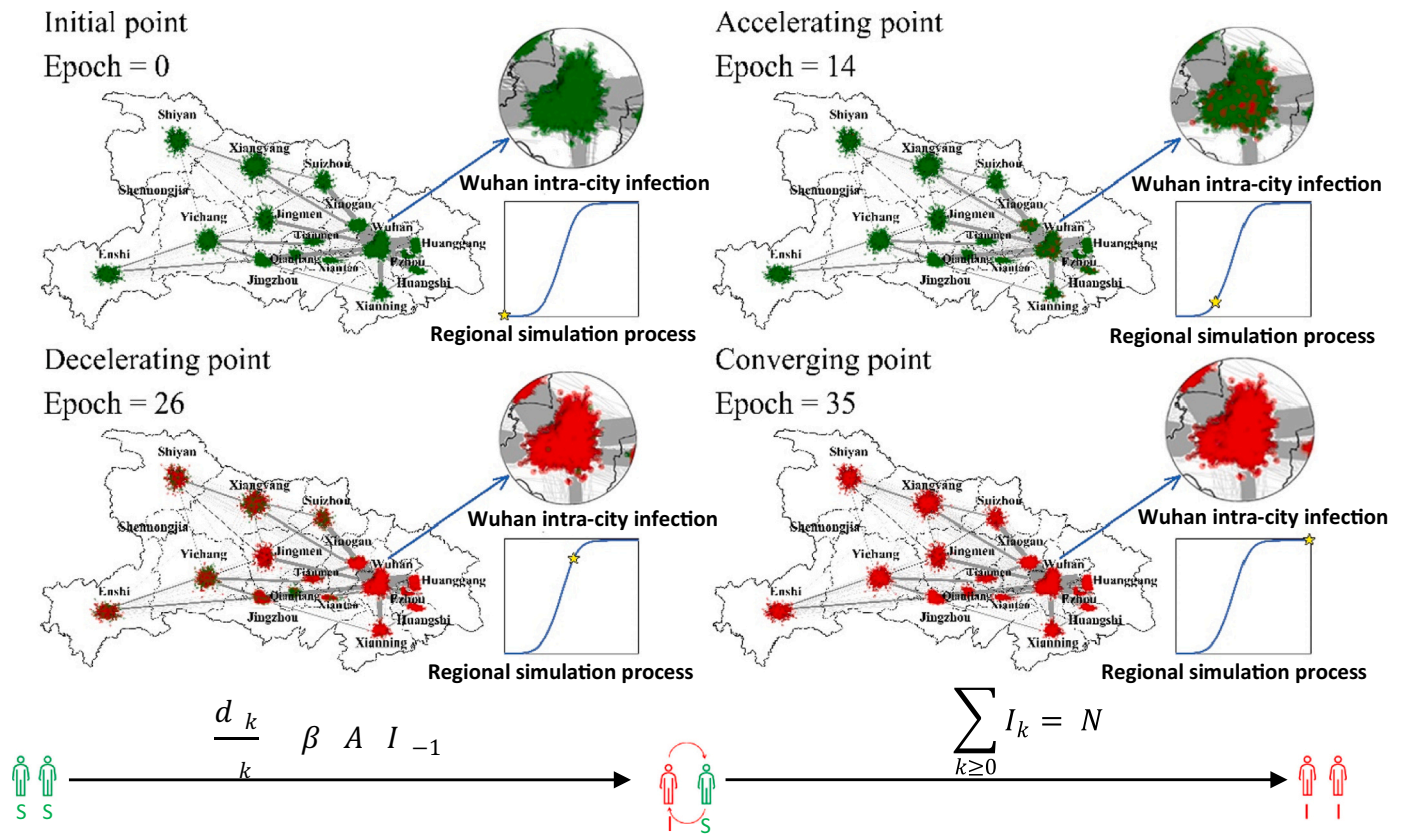 Initial point
Epoch = 0
Shiyan
Xiangyang
Suizhou
Shennongjia
Xiaogan
Yichang
Jingmen
Wuhan
Tianmen
Huanggang
Enshi
Qianjiang
Xiantao
Ezhou
Jingzhou
Huangshi
Xianning
Wuhan intra-city infection
Regional simulation process
Accelerating point
Epoch = 14
Shiyan
Xiangyang
Suizhou
Shennongjia
Xiaogan
Yichang
Jingmen
Wuhan
Tianmen
Huanggang
Enshi
Qianjiang
Xiantao
Ezhou
Jingzhou
Huangshi
Xianning
Wuhan intra-city infection
Regional simulation process
Decelerating point
Epoch = 26
Shiyan
Xiangyang
Suizhou
Shennongjia
Xiaogan
Yichang
Jingmen
Wuhan
Tianmen
Huanggang
Enshi
Qianjiang
Xiantao
Ezhou
Jingzhou
Huangshi
Xianning
Wuhan intra-city infection
Regional simulation process
Converging point
Epoch = 35
Shiyan
Xiangyang
Suizhou
Shennongjia
Xiaogan
Yichang
Jingmen
Wuhan
Tianmen
Huanggang
Enshi
Qianjiang
Xiantao
Ezhou
Jingzhou
Huangshi
Xianning
Wuhan intra-city infection
Regional simulation process
d k
k
β A I −1
∑ I_k = N
k≥0
S S
I S
I I